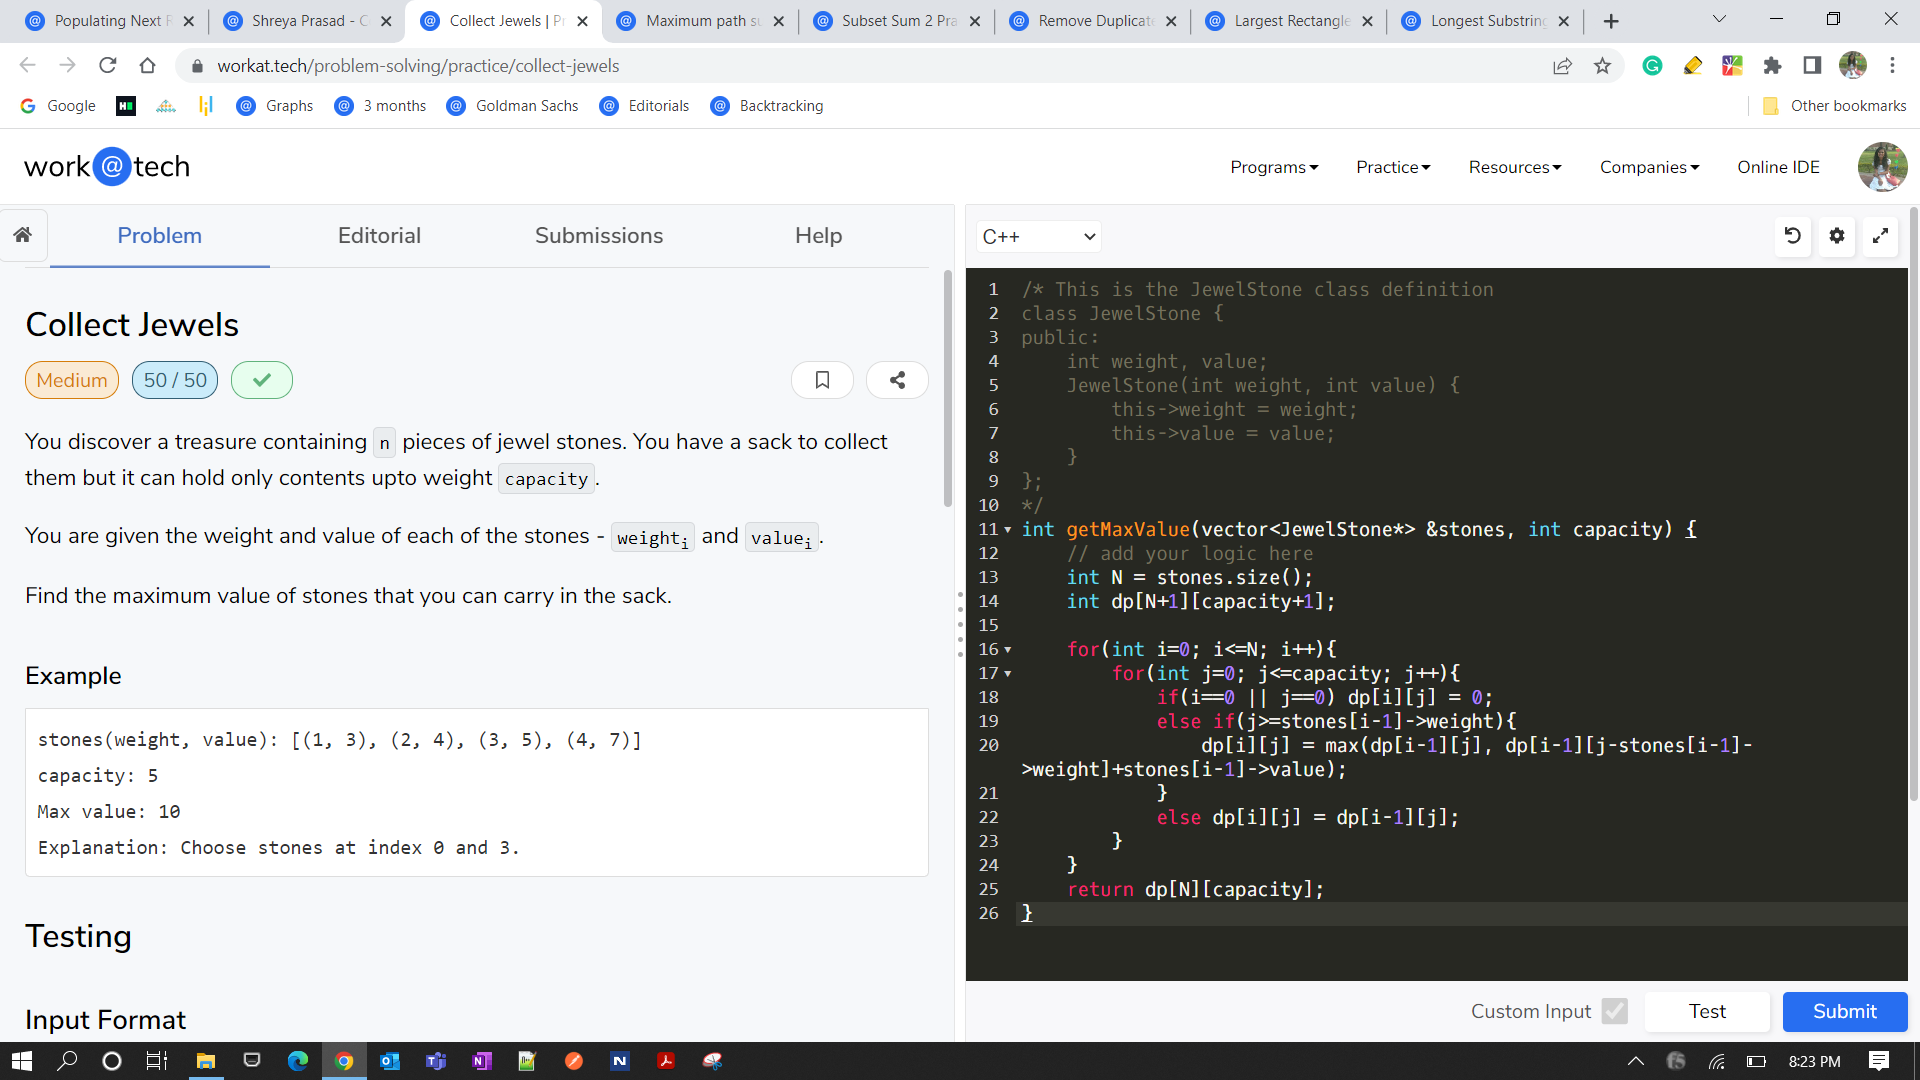 Populating Next
Shreya Prasad - C
Collect Jewels | Pr
Maximum path su
Subset Sum 2 Pra
Remove Duplicate
Largest Rectangle
Longest Substring
workat.tech/problem-solving/practice/collect-jewels
Google
Graphs
3 months
Goldman Sachs
Editorials
Backtracking
Other bookmarks
work@tech
Programs
Practice
Resources
Companies
Online IDE
Problem
Editorial
Submissions
Help
Collect Jewels
Medium
50 / 50
You discover a treasure containing n pieces of jewel stones. You have a sack to collect
them but it can hold only contents upto weight capacity.
You are given the weight and value of each of the stones - weighti and valuei.
Find the maximum value of stones that you can carry in the sack.
Example
stones(weight, value): [(1, 3), (2, 4), (3, 5), (4, 7)]
capacity: 5
Max value: 10
Explanation: Choose stones at index 0 and 3.
Testing
Input Format
C++
1 /* This is the JewelStone class definition
2 class JewelStone {
3 public:
4     int weight, value;
5     JewelStone(int weight, int value) {
6         this->weight = weight;
7         this->value = value;
8     }
9 };
10 */
11 int getMaxValue(vector<JewelStone*> &stones, int capacity) {
12     // add your logic here
13     int N = stones.size();
14     int dp[N+1][capacity+1];
15
16     for(int i=0; i<=N; i++){
17         for(int j=0; j<=capacity; j++){
18             if(i==0 || j==0) dp[i][j] = 0;
19             else if(j>=stones[i-1]->weight){
20                 dp[i][j] = max(dp[i-1][j], dp[i-1][j-stones[i-1]-
>weight]+stones[i-1]->value);
21             }
22             else dp[i][j] = dp[i-1][j];
23         }
24     }
25     return dp[N][capacity];
26 }
Custom Input
Test
Submit
8:23 PM